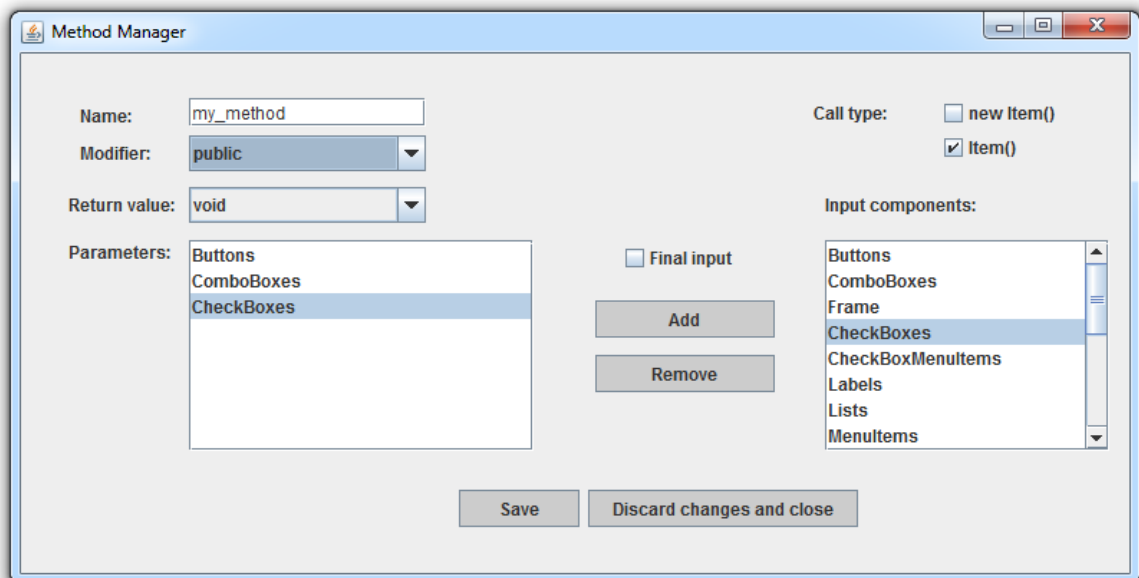 Method Manager
Name: my_method
Call type: new Item()
Modifier: public
Item()
Return value: void
Input components:
Parameters:
Buttons
ComboBoxes
CheckBoxes
Final input
Add
Remove
Buttons
ComboBoxes
Frame
CheckBoxes
CheckBoxMenuItems
Labels
Lists
MenuItems
Save
Discard changes and close